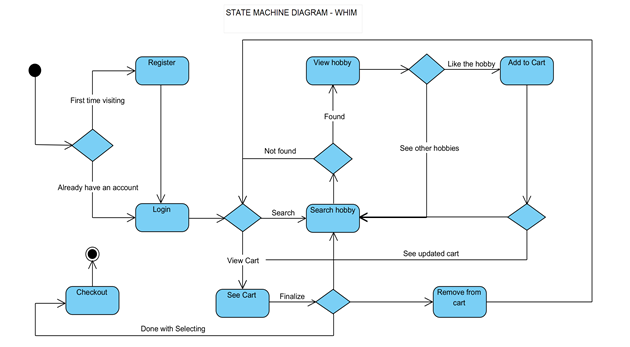 STATE MACHINE DIAGRAM - WHIM
Register
View hobby
Like the hobby
Add to Cart
First time visiting
Found
Not found
See other hobbies
Already have an account
Login
Search
Search hobby
View Cart
See updated cart
Checkout
See Cart
Finalize
Remove from
cart
Done with Selecting